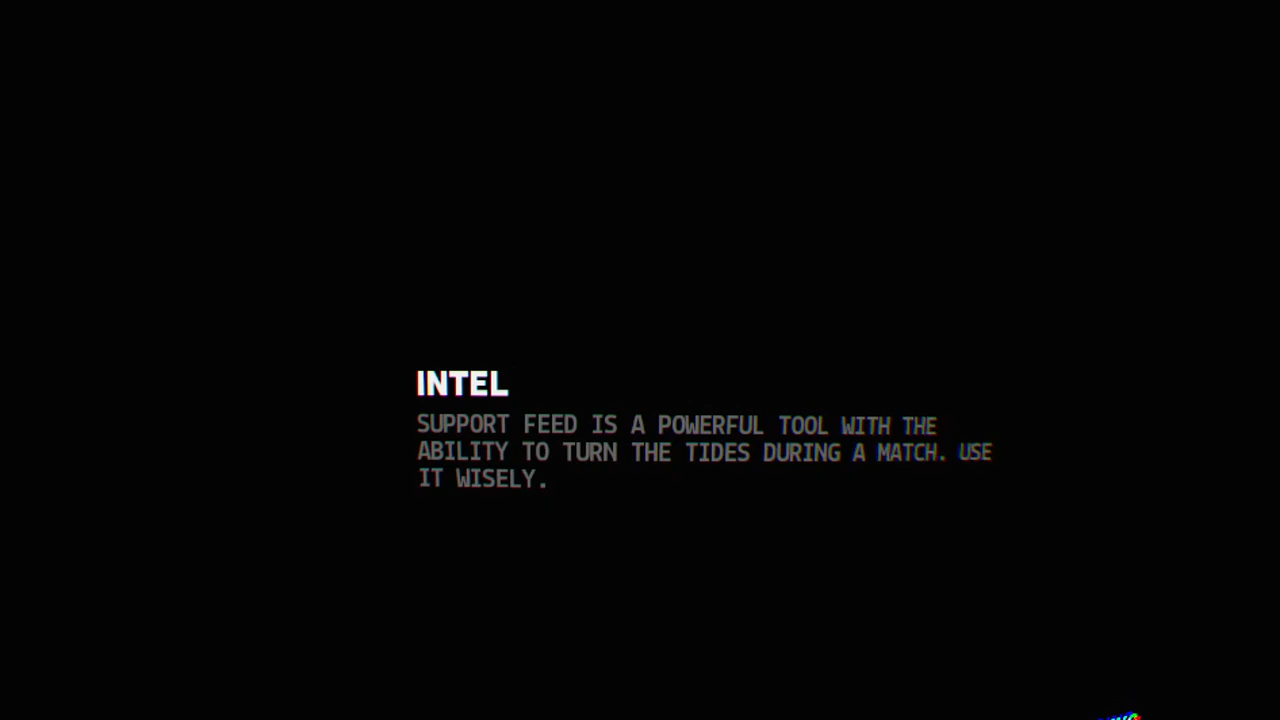 INTEL
SUPPORT FEED IS A POWERFUL TOOL WITH THE
ABILITY TO TURN THE TIDES DURING A MATCH. USE
IT WISELY.